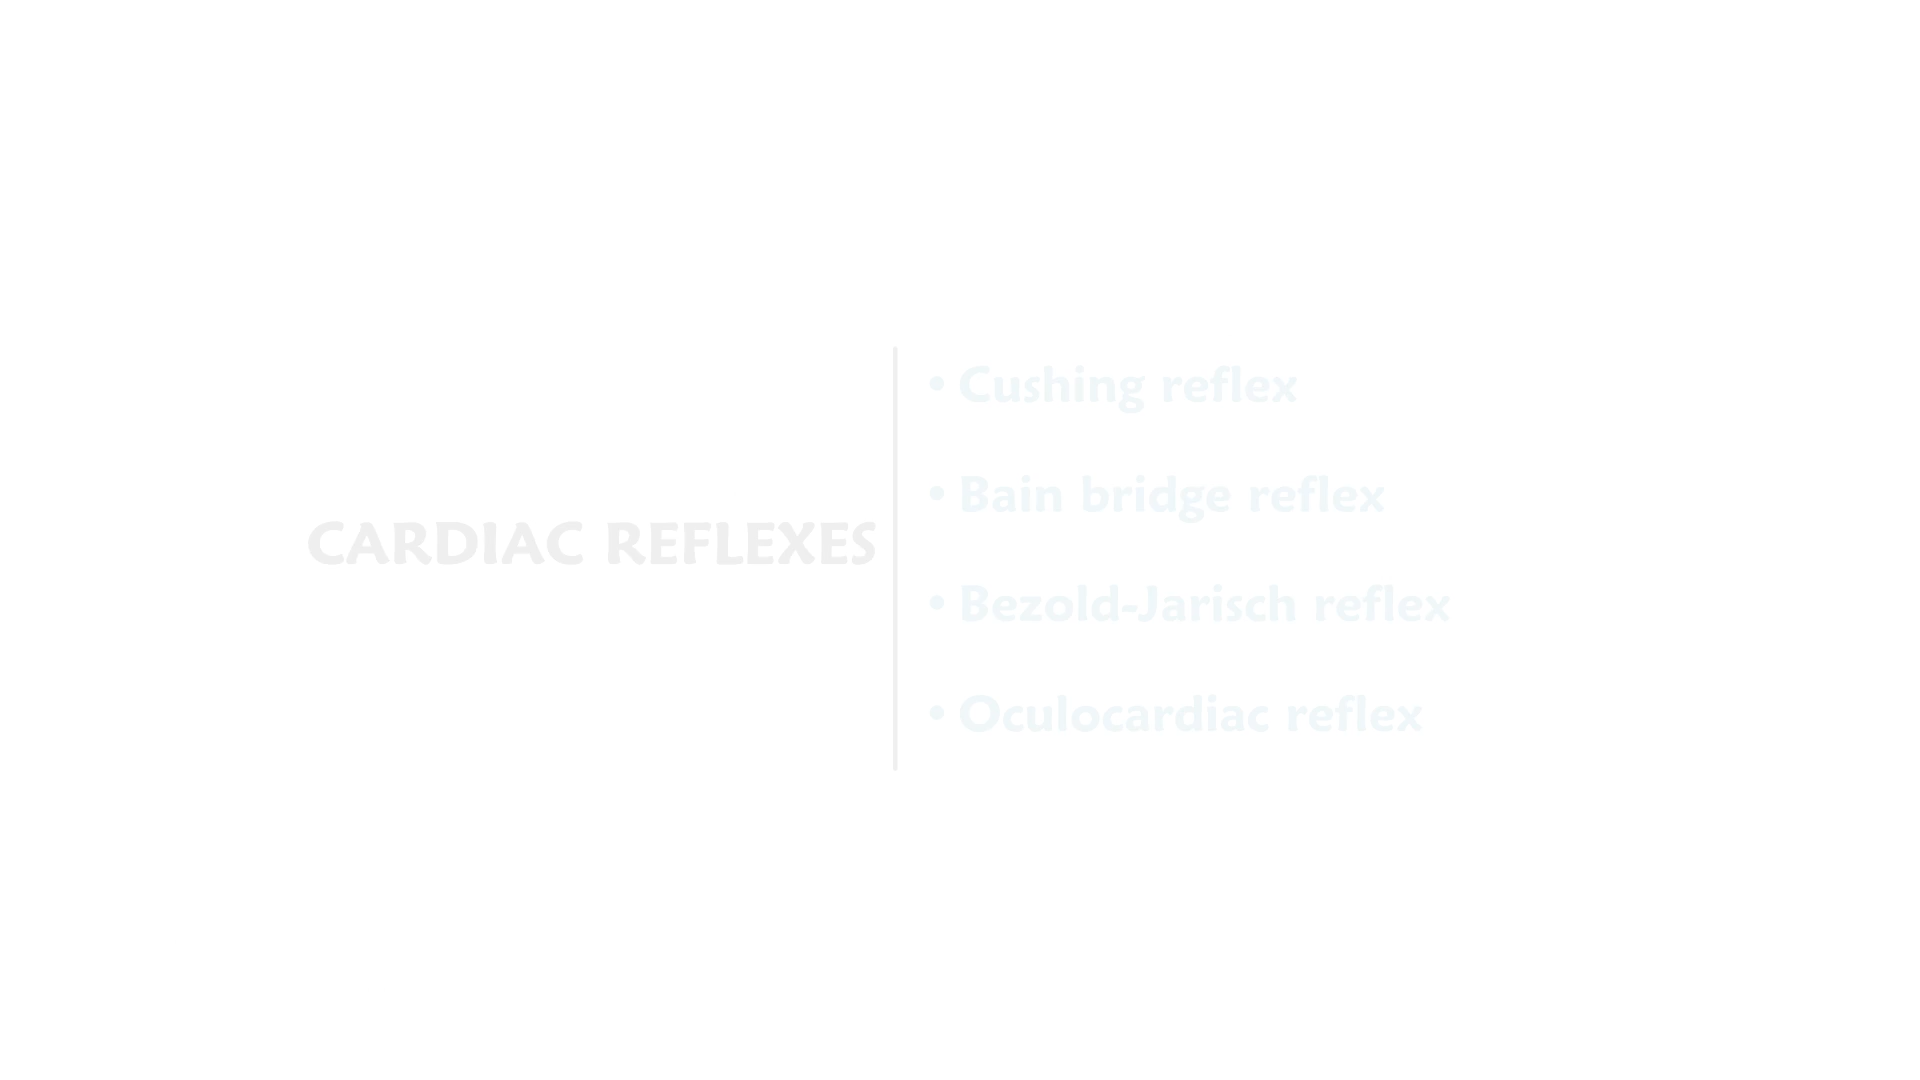 CARDIAC REFLEXES
• Cushing reflex
• Bain bridge reflex
• Bezold-Jarisch reflex
• Oculocardiac reflex